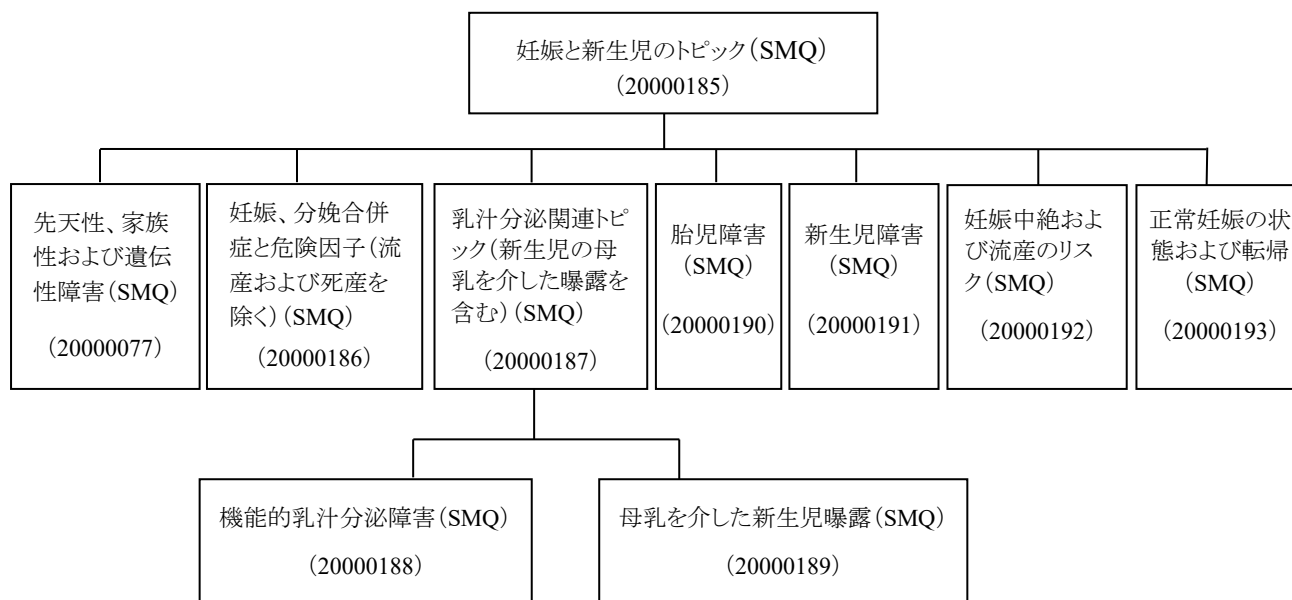 妊娠と新生児のトピック(SMQ)
(20000185)
先天性、家族
性および遺伝
性障害(SMQ)
(20000077)
妊娠、分娩合併
症と危険因子(流
産および死産を
除く)(SMQ)
(20000186)
乳汁分泌関連トピ
ック(新生児の母
乳を介した曝露を
含む)(SMQ)
(20000187)
胎児障害
(SMQ)
(20000190)
新生児障害
(SMQ)
(20000191)
妊娠中絶およ
び流産のリス
ク(SMQ)
(20000192)
正常妊娠の状
態および転帰
(SMQ)
(20000193)
機能的乳汁分泌障害(SMQ)
(20000188)
母乳を介した新生児曝露(SMQ)
(20000189)